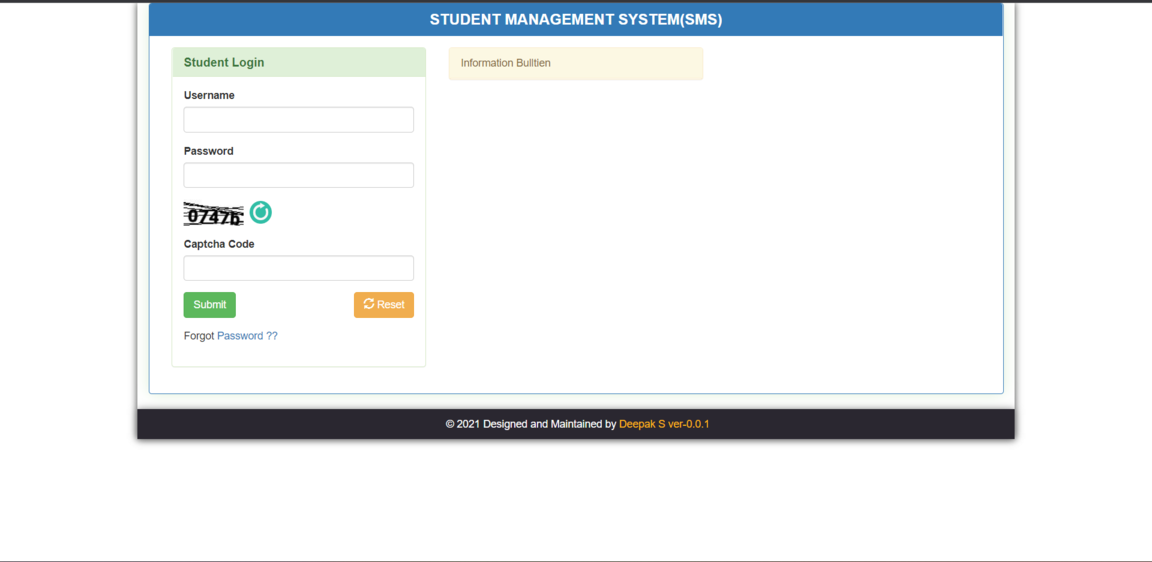 STUDENT MANAGEMENT SYSTEM(SMS)
Student Login
Information Bulltien
Username
Password
Captcha Code
Submit
Reset
Forgot Password ??
© 2021 Designed and Maintained by Deepak S ver-0.0.1